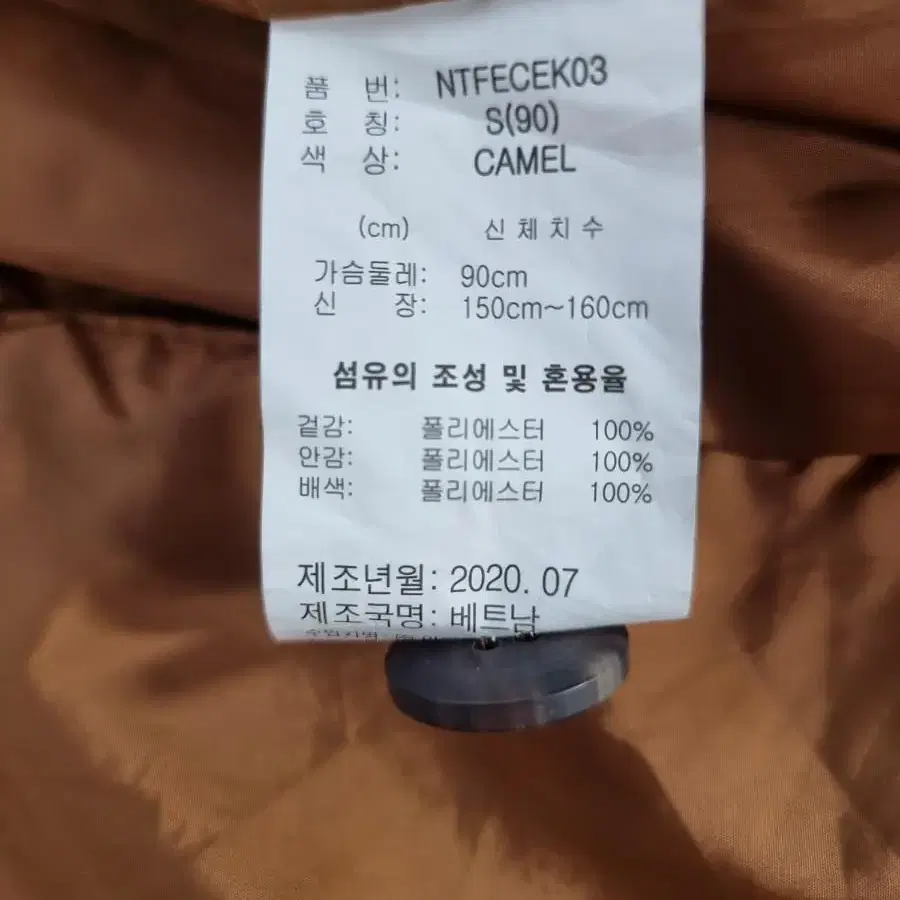 품 번: NTFECEK03
호 칭: S(90)
색 상: CAMEL
(cm) 신체치수
가슴둘레: 90cm
신 장: 150cm~160cm
섬유의 조성 및 혼용율
겉감: 폴리에스터 100%
안감: 폴리에스터 100%
배색: 폴리에스터 100%
제조년월: 2020. 07
제조국명: 베트남